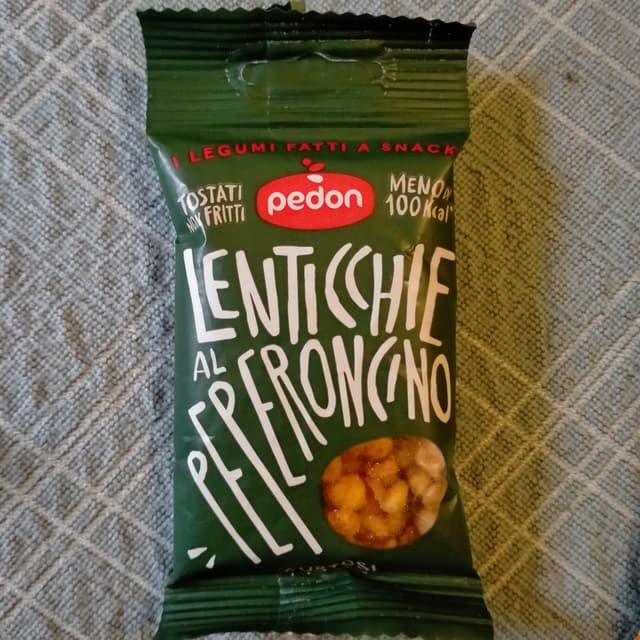 I LEGUMI FATTI A SNACK
TOSTATI
NON FRITTI
pedon
MENO DI
100 Kcal*
LENTICCHIE
AL
PEPERONCINO